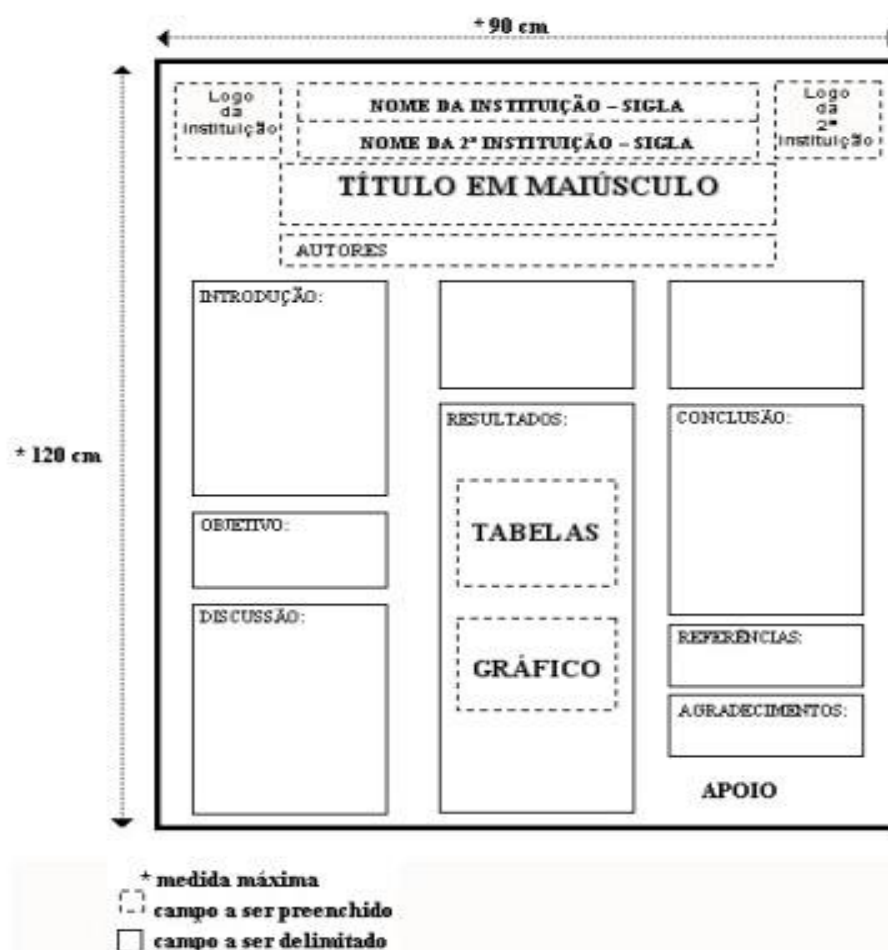 * 90 cm
Logo
da
instituição
NOME DA INSTITUIÇÃO – SIGLA
NOME DA 2ª INSTITUIÇÃO – SIGLA
Logo
da
2ª
instituição
TÍTULO EM MAIÚSCULO
AUTORES
INTRODUÇÃO:
OBJETIVO:
DISCUSSÃO:
RESULTADOS:
TABELAS
GRÁFICO
CONCLUSÃO:
REFERÊNCIAS:
AGRADECIMENTOS:
APOIO
* 120 cm
* medida máxima
campo a ser preenchido
campo a ser delimitado